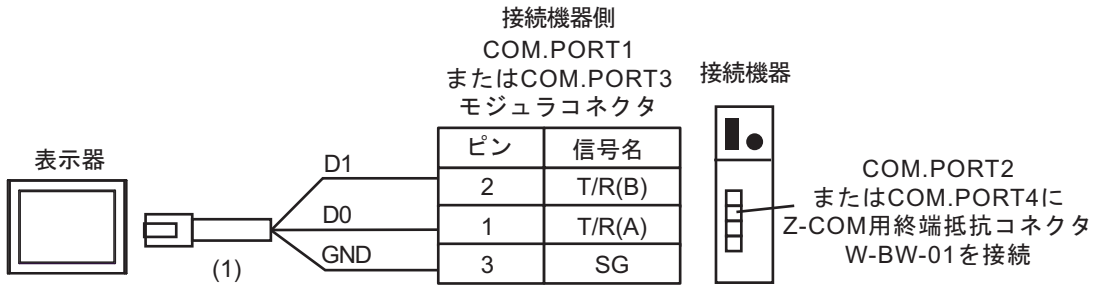 接続機器側
COM.PORT1
またはCOM.PORT3
モジュラコネクタ
接続機器
表示器
ピン 信号名
D1
2 T/R(B)
D0
1 T/R(A)
GND
3 SG
(1)
COM.PORT2
またはCOM.PORT4に
Z-COM用終端抵抗コネクタ
W-BW-01を接続